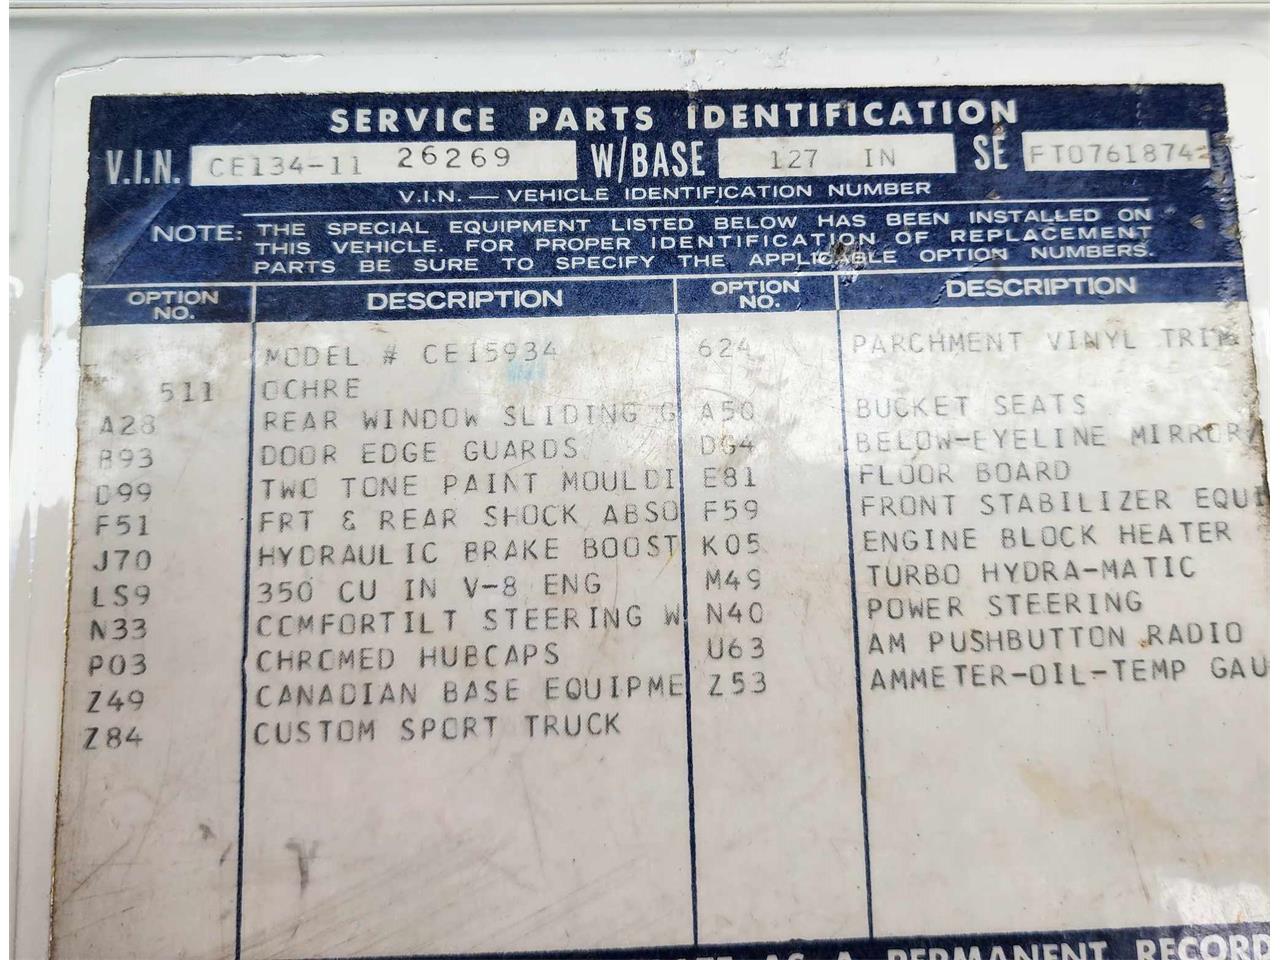 SERVICE PARTS IDENTIFICATION
V.I.N. CE134-11 26269 W/BASE 127 IN SE FT0761874
V.I.N. — VEHICLE IDENTIFICATION NUMBER
NOTE: THE SPECIAL EQUIPMENT LISTED BELOW HAS BEEN INSTALLED ON
THIS VEHICLE. FOR PROPER IDENTIFICATION OF REPLACEMENT
PARTS BE SURE TO SPECIFY THE APPLICABLE OPTION NUMBERS.
OPTION NO. DESCRIPTION OPTION NO. DESCRIPTION
MODEL # CE15934 624 PARCHMENT VINYL TRIM
511 OCHRE
A28 REAR WINDOW SLIDING G A50 BUCKET SEATS
B93 DOOR EDGE GUARDS DG4 BELOW-EYELINE MIRROR
D99 TWO TONE PAINT MOULDI E81 FLOOR BOARD
F51 FRT & REAR SHOCK ABSO F59 FRONT STABILIZER EQUI
J70 HYDRAULIC BRAKE BOOST K05 ENGINE BLOCK HEATER
LS9 350 CU IN V-8 ENG M49 TURBO HYDRA-MATIC
N33 COMFORTILT STEERING W N40 POWER STEERING
P03 CHROMED HUBCAPS U63 AM PUSHBUTTON RADIO
Z49 CANADIAN BASE EQUIPME Z53 AMMETER-OIL-TEMP GAU
Z84 CUSTOM SPORT TRUCK
AS A PERMANENT RECORD